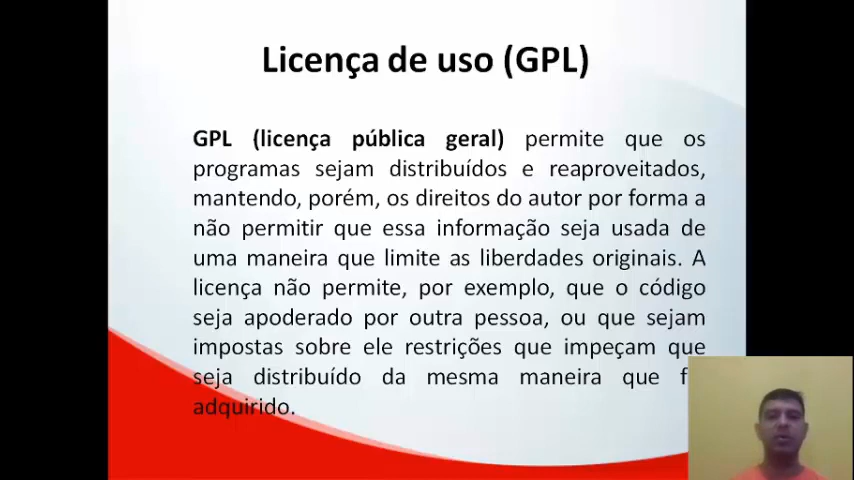 Licença de uso (GPL)
GPL (licença pública geral) permite que os
programas sejam distribuídos e reaproveitados,
mantendo, porém, os direitos do autor por forma a
não permitir que essa informação seja usada de
uma maneira que limite as liberdades originais. A
licença não permite, por exemplo, que o código
seja apoderado por outra pessoa, ou que sejam
impostas sobre ele restrições que impeçam que
seja distribuído da mesma maneira que
adquirido.